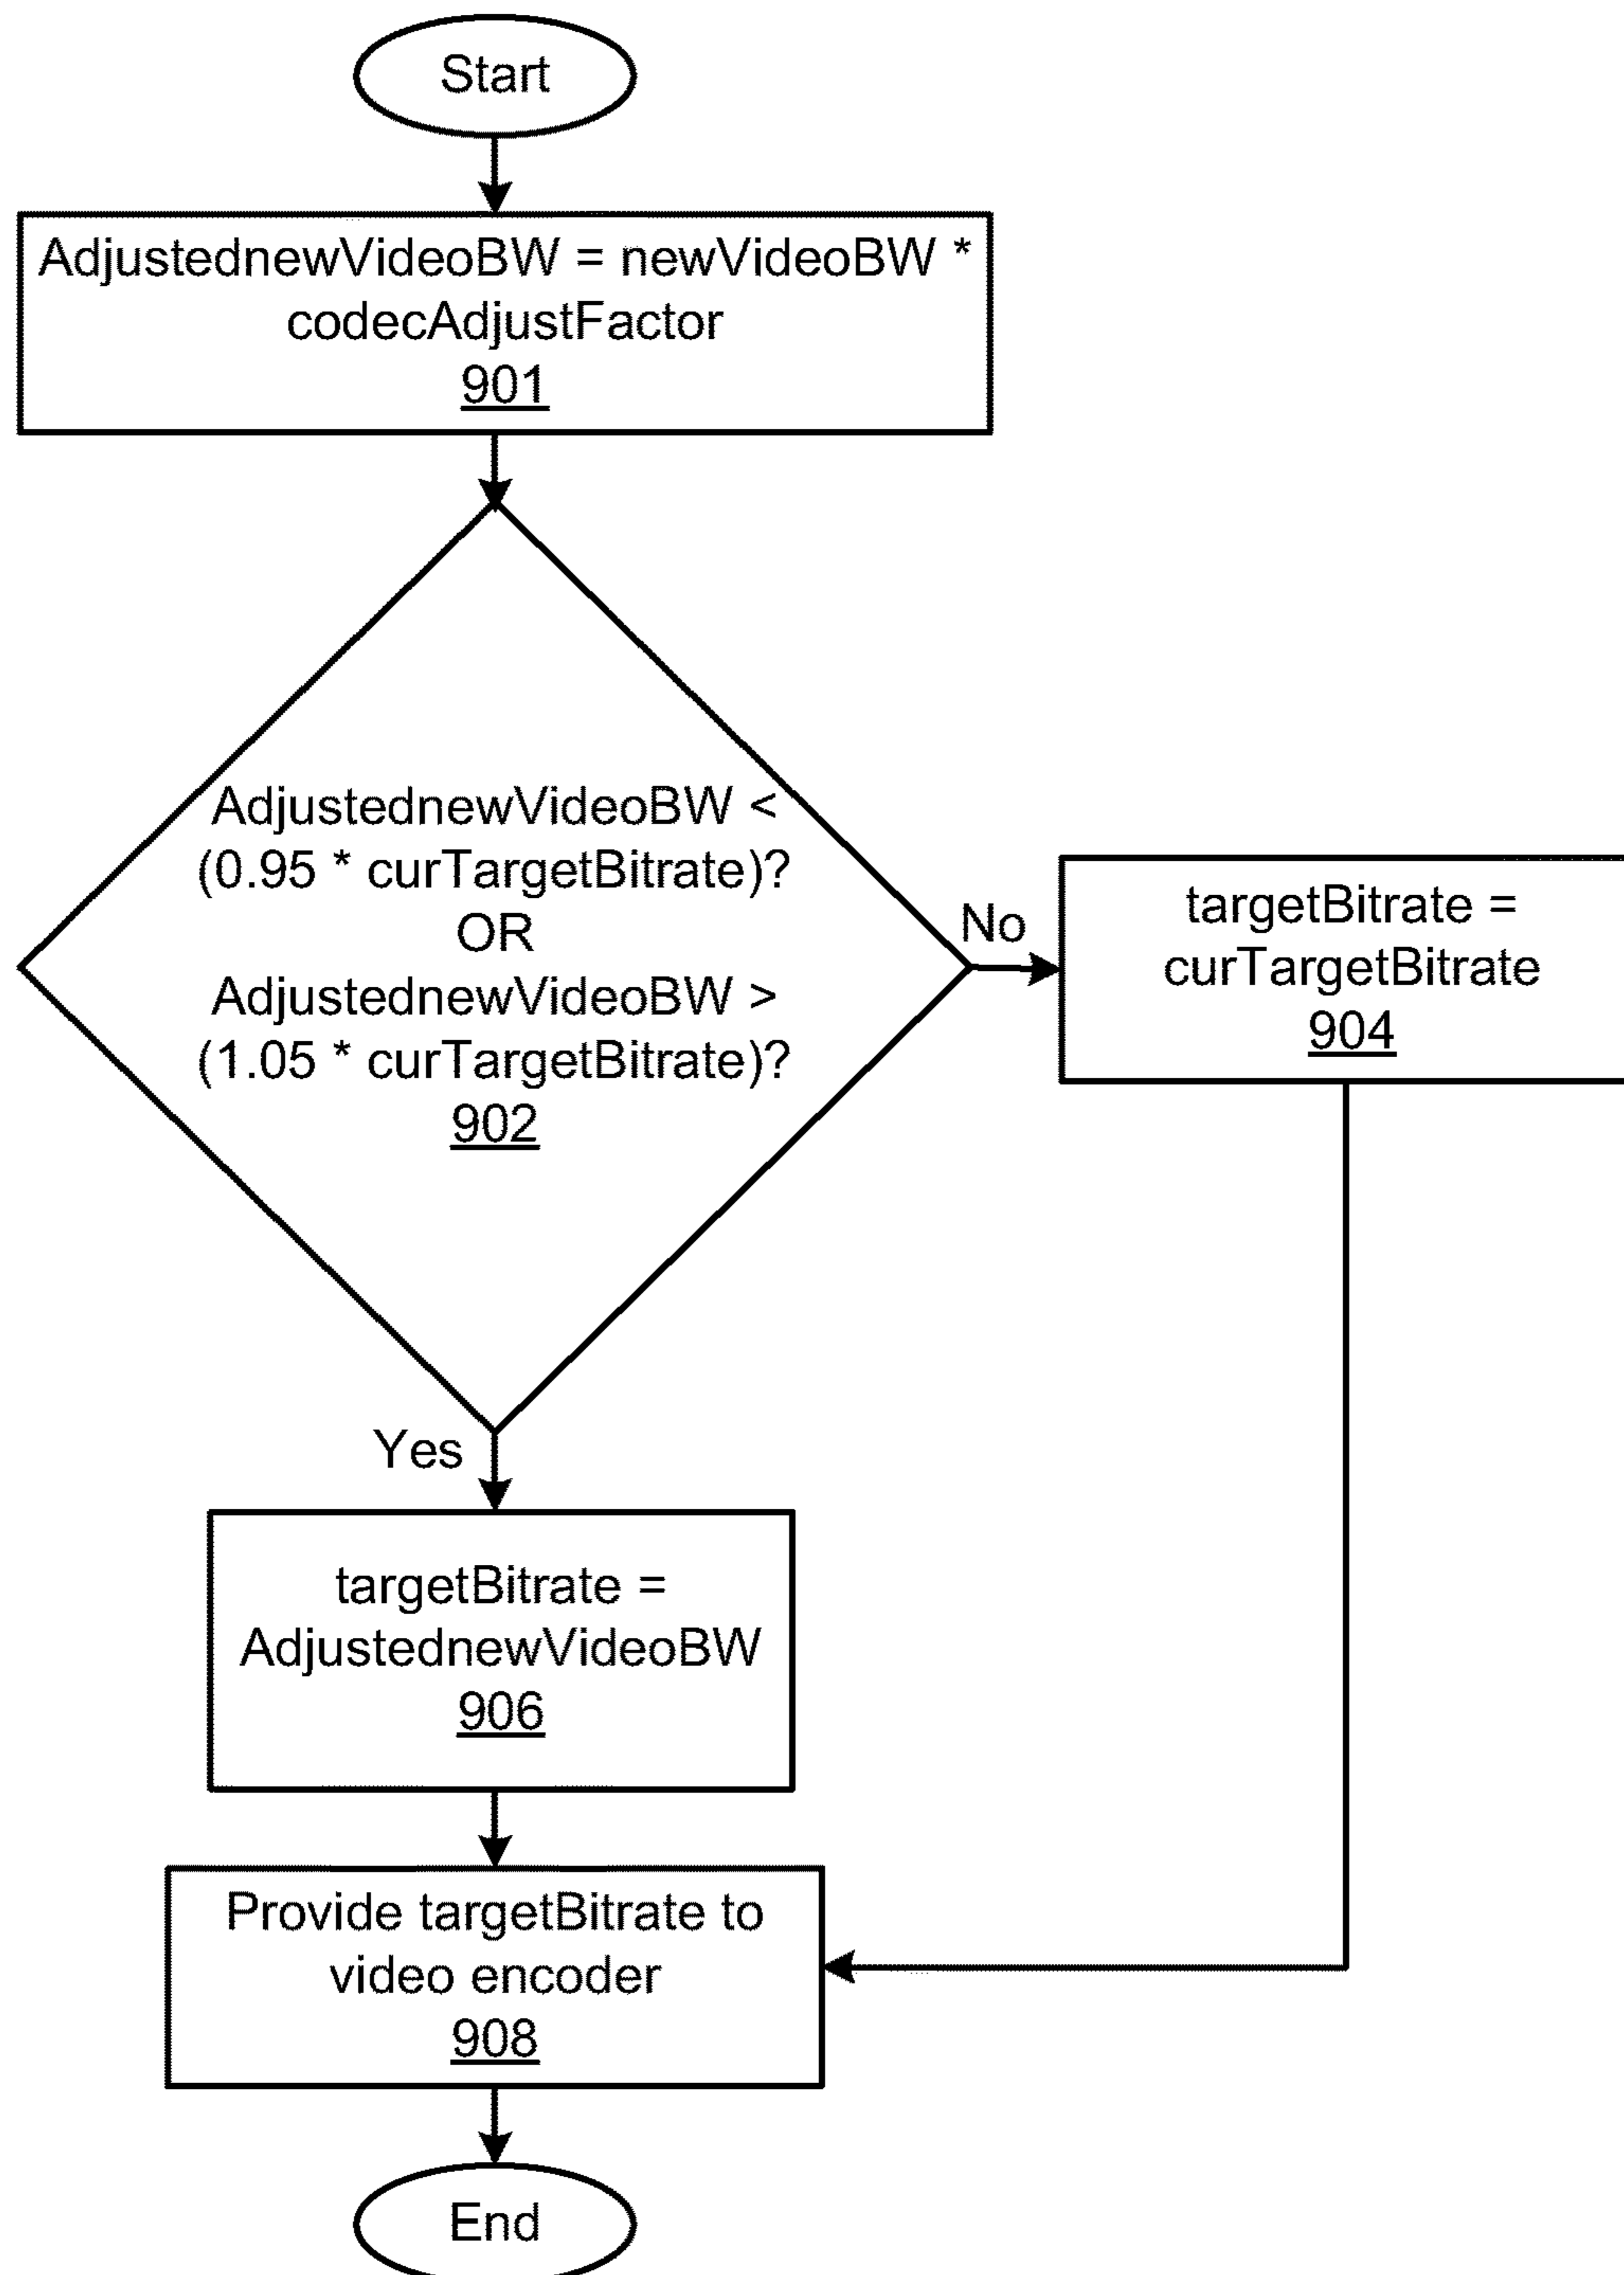 Start
AdjustednewVideoBW = newVideoBW *
codecAdjustFactor
901
AdjustednewVideoBW <
(0.95 * curTargetBitrate)?
OR
AdjustednewVideoBW >
(1.05 * curTargetBitrate)?
902
No
targetBitrate =
curTargetBitrate
904
Yes
targetBitrate =
AdjustednewVideoBW
906
Provide targetBitrate to
video encoder
908
End